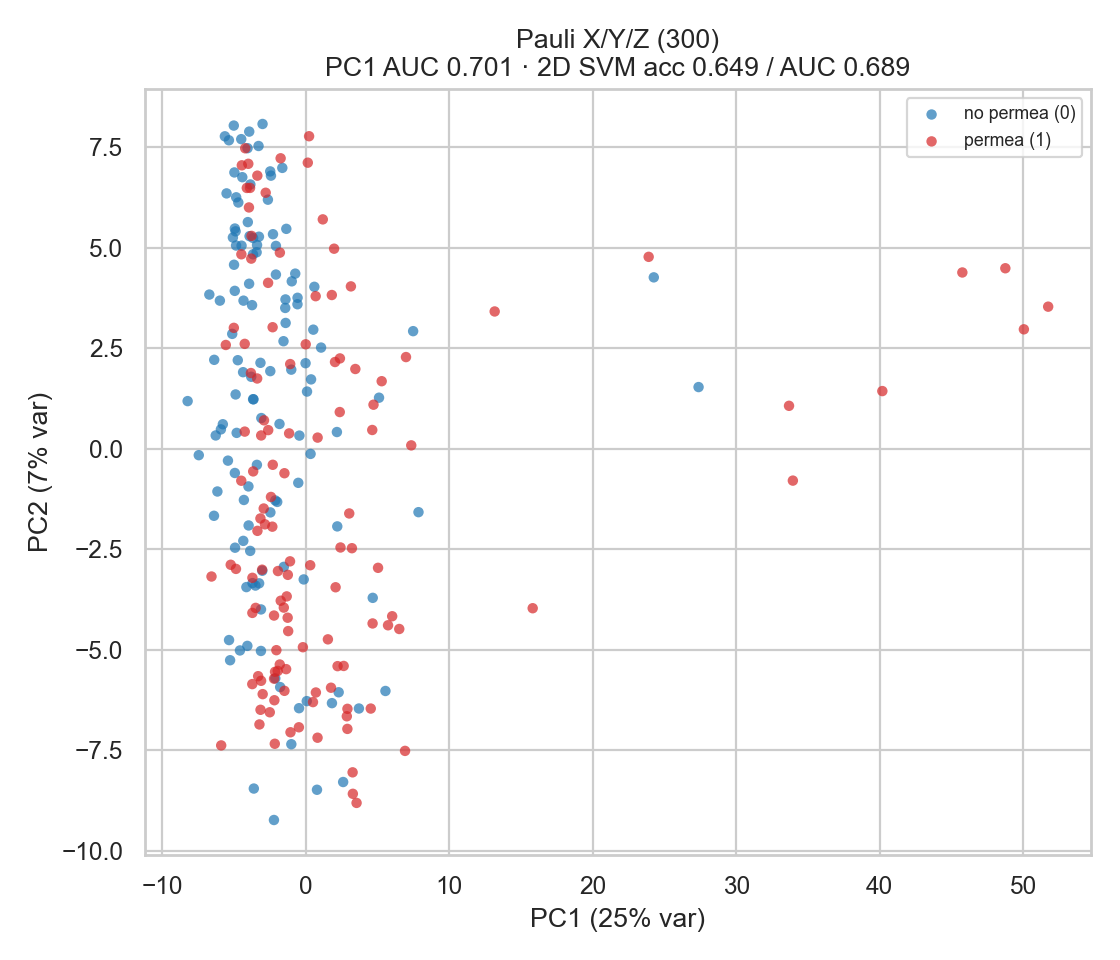 Pauli X/Y/Z (300)
PC1 AUC 0.701 · 2D SVM acc 0.649 / AUC 0.689
no permea (0)
permea (1)
7.5
5.0
2.5
0.0
−2.5
−5.0
−7.5
−10.0
PC2 (7% var)
−10
0
10
20
30
40
50
PC1 (25% var)